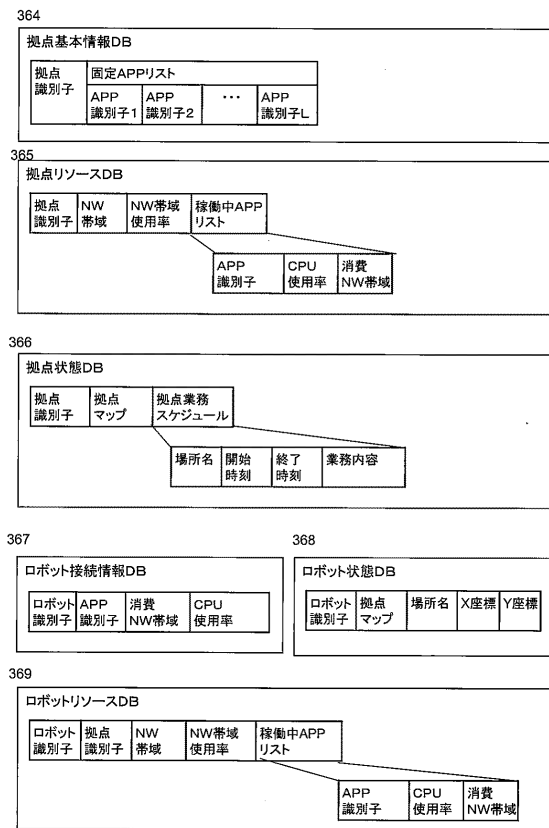 364
拠点基本情報DB
拠点
識別子
固定APPリスト
APP
識別子1
APP
識別子2
・・・
APP
識別子L
365
拠点リソースDB
拠点
識別子
NW
帯域
NW帯域
使用率
稼働中APP
リスト
APP
識別子
CPU
使用率
消費
NW帯域
366
拠点状態DB
拠点
識別子
拠点
マップ
拠点業務
スケジュール
場所名
開始
時刻
終了
時刻
業務内容
367
ロボット接続情報DB
ロボット
識別子
APP
識別子
消費
NW帯域
CPU
使用率
368
ロボット状態DB
ロボット
識別子
拠点
マップ
場所名
X座標
Y座標
369
ロボットリソースDB
ロボット
識別子
拠点
識別子
NW
帯域
NW帯域
使用率
稼働中APP
リスト
APP
識別子
CPU
使用率
消費
NW帯域